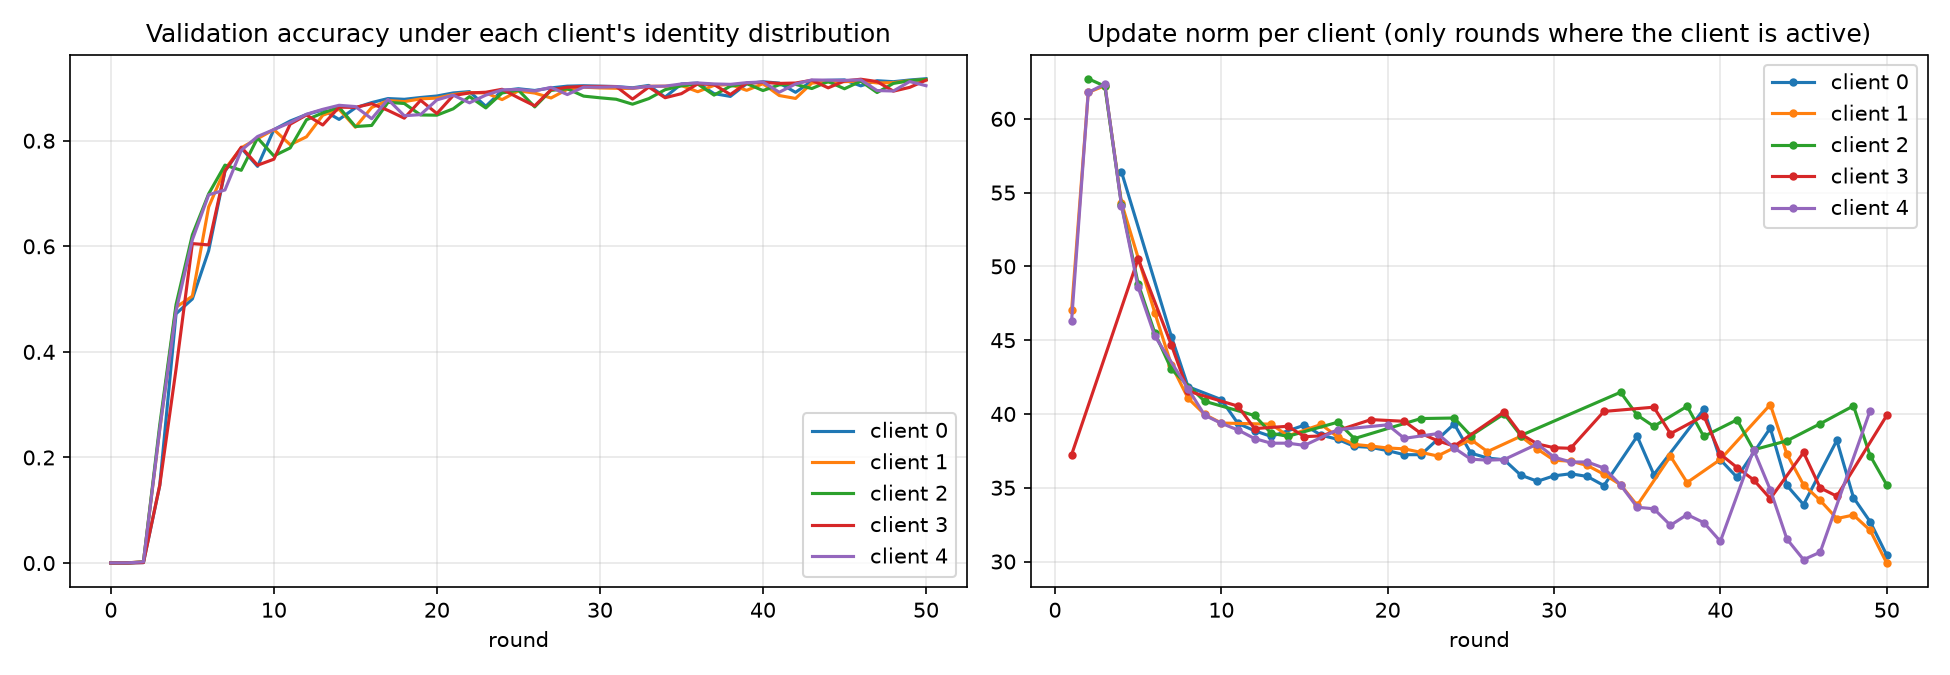 Validation accuracy under each client's identity distribution
0.8
0.6
0.4
0.2
0.0
client 0
client 1
client 2
client 3
client 4
0 10 20 30 40 50
round
Update norm per client (only rounds where the client is active)
60
55
50
45
40
35
30
client 0
client 1
client 2
client 3
client 4
0 10 20 30 40 50
round